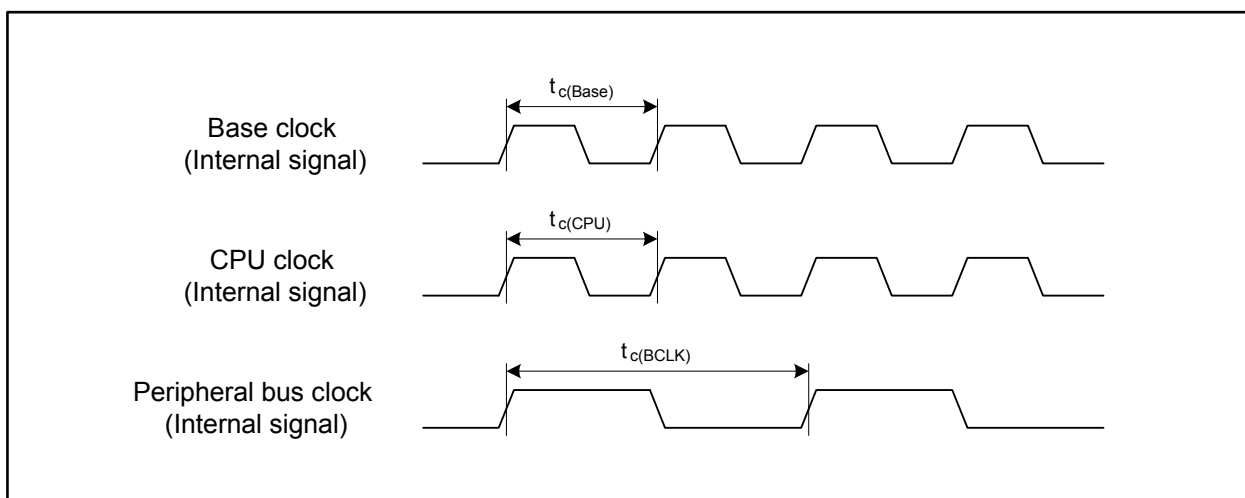 t c(Base)
Base clock
(Internal signal)
t c(CPU)
CPU clock
(Internal signal)
t c(BCLK)
Peripheral bus clock
(Internal signal)